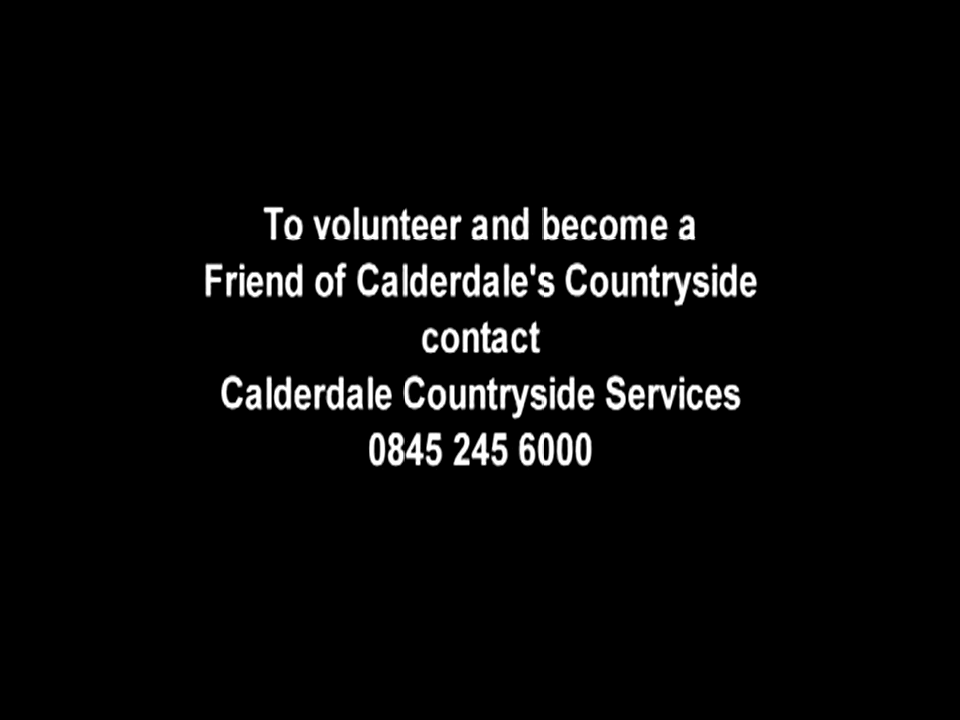 To volunteer and become a
Friend of Calderdale's Countryside
contact
Calderdale Countryside Services
0845 245 6000